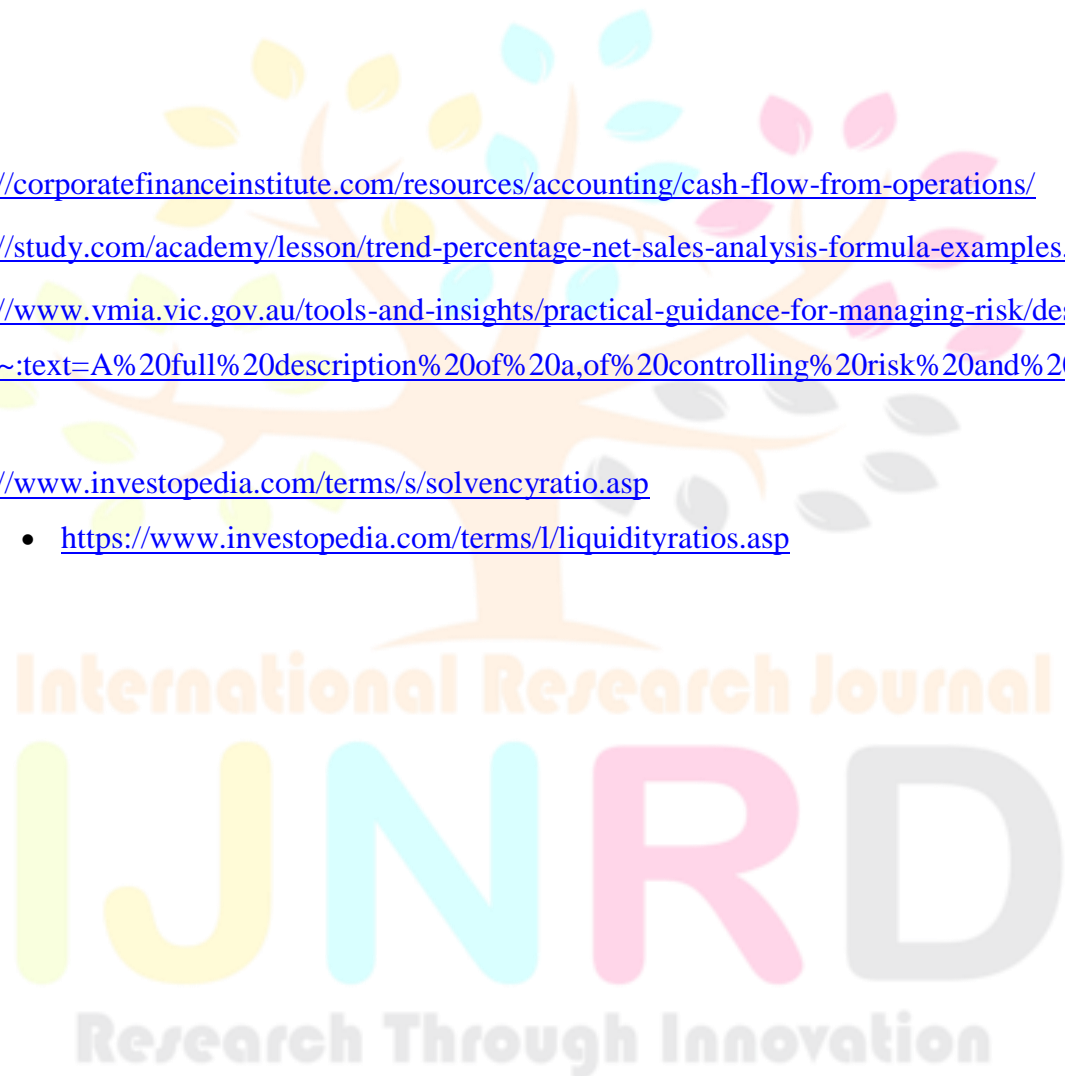 //corporatefinanceinstitute.com/resources/accounting/cash-flow-from-operations/
//study.com/academy/lesson/trend-percentage-net-sales-analysis-formula-examples.
//www.vmia.vic.gov.au/tools-and-insights/practical-guidance-for-managing-risk/des
~:text=A%20full%20description%20of%20a,of%20controlling%20risk%20and%20
//www.investopedia.com/terms/s/solvencyratio.asp
• https://www.investopedia.com/terms/l/liquidityratios.asp
International Research Journal
IJNRD
Research Through Innovation